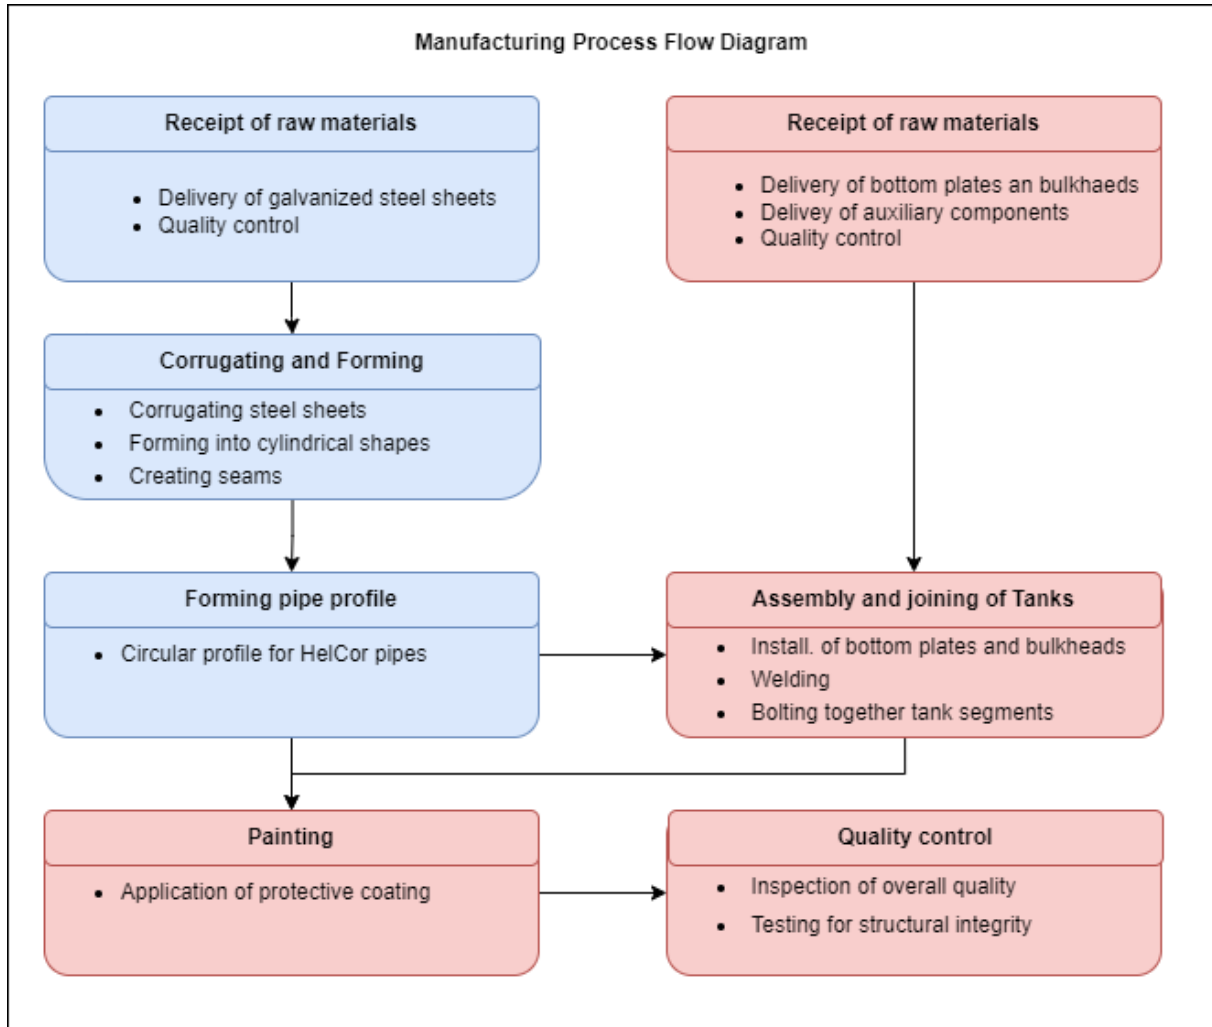 Manufacturing Process Flow Diagram
Receipt of raw materials
• Delivery of galvanized steel sheets
• Quality control
Receipt of raw materials
• Delivery of bottom plates an bulkhaeds
• Delivey of auxiliary components
• Quality control
Corrugating and Forming
• Corrugating steel sheets
• Forming into cylindrical shapes
• Creating seams
Forming pipe profile
• Circular profile for HelCor pipes
Assembly and joining of Tanks
• Install. of bottom plates and bulkheads
• Welding
• Bolting together tank segments
Painting
• Application of protective coating
Quality control
• Inspection of overall quality
• Testing for structural integrity